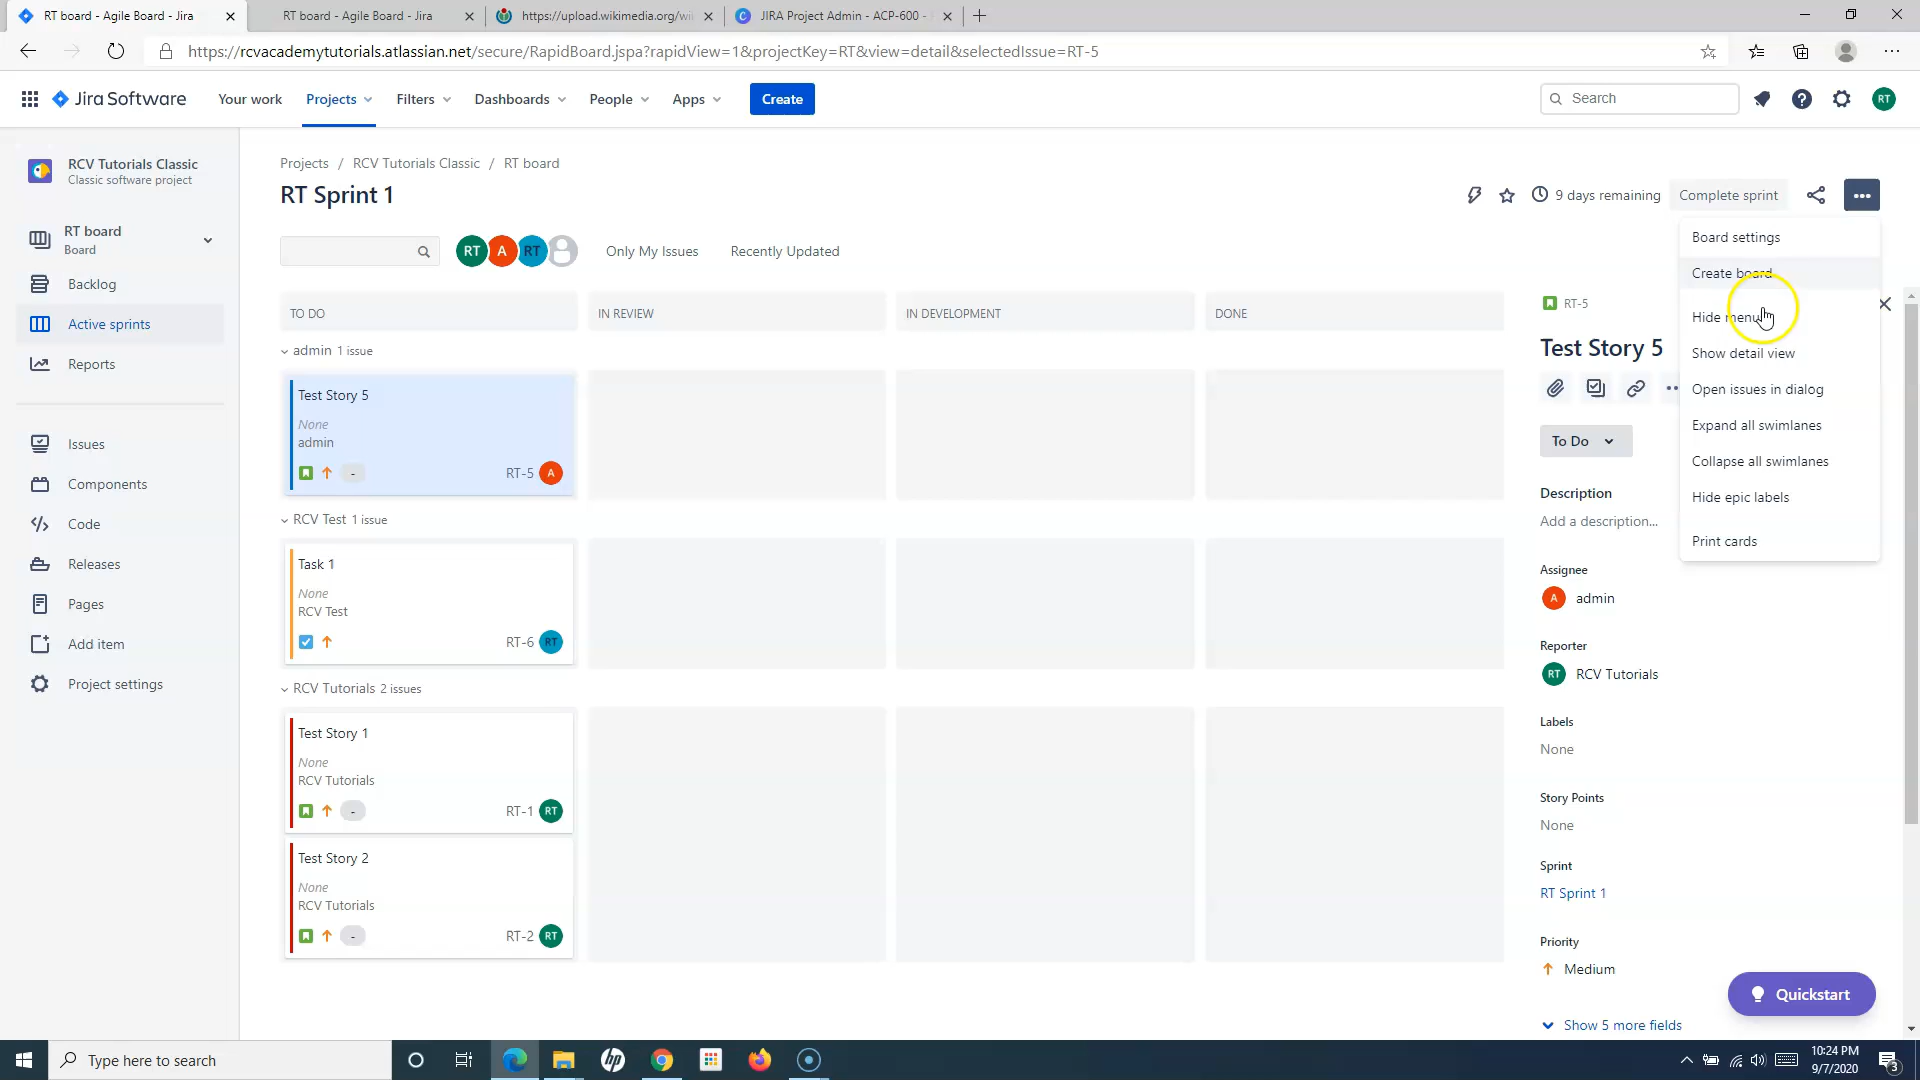 RT board - Agile Board - Jira
RT board - Agile Board - Jira
https://upload.wikimedia.org/wi
JIRA Project Admin - ACP-600 -
https://rcvacademytutorials.atlassian.net/secure/RapidBoard.jspa?rapidView=1&projectKey=RT&view=detail&selectedIssue=RT-5
Jira Software
Your work
Projects
Filters
Dashboards
People
Apps
Create
Search
RT
RCV Tutorials Classic
Classic software project
RT board
Board
Backlog
Active sprints
Reports
Issues
Components
Code
Releases
Pages
Add item
Project settings
Projects / RCV Tutorials Classic / RT board
RT Sprint 1
9 days remaining
Complete sprint
RT A RT
Only My Issues
Recently Updated
TO DO
IN REVIEW
IN DEVELOPMENT
DONE
admin 1 issue
Test Story 5
None
admin
-
RT-5 A
RCV Test 1 issue
Task 1
None
RCV Test
RT-6 RT
RCV Tutorials 2 issues
Test Story 1
None
RCV Tutorials
-
RT-1 RT
Test Story 2
None
RCV Tutorials
-
RT-2 RT
RT-5
Test Story 5
To Do
Description
Add a description...
Assignee
A admin
Reporter
RT RCV Tutorials
Labels
None
Story Points
None
Sprint
RT Sprint 1
Priority
Medium
Show 5 more fields
Board settings
Create board
Hide menu
Show detail view
Open issues in dialog
Expand all swimlanes
Collapse all swimlanes
Hide epic labels
Print cards
Quickstart
Type here to search
hp
10:24 PM
9/7/2020
3